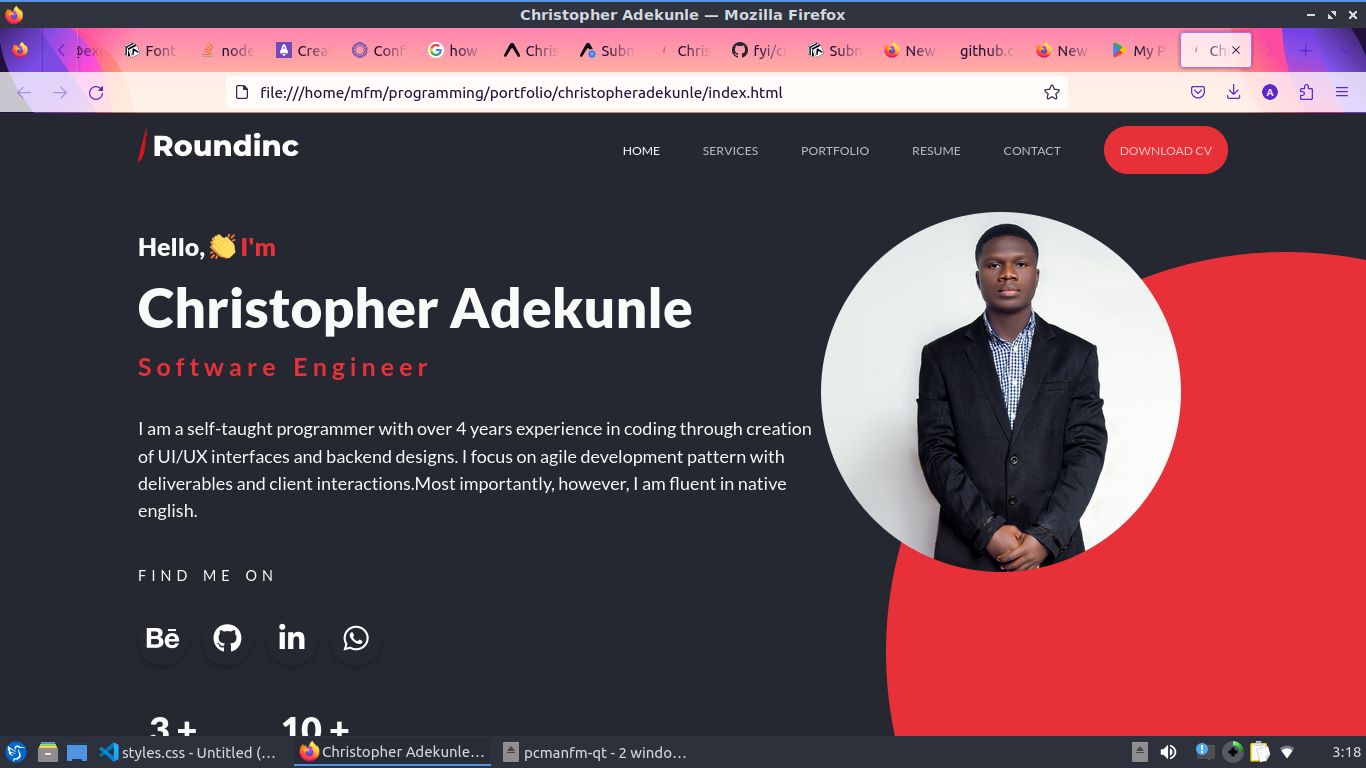 Christopher Adekunle — Mozilla Firefox
Font
node
Crea
Conf
how
Chris
Subm
Chris
fyi/c
Subm
New
github.c
New
My P
Ch
file:///home/mfm/programming/portfolio/christopheradekunle/index.html
Roundinc
HOME
SERVICES
PORTFOLIO
RESUME
CONTACT
DOWNLOAD CV
Hello, 👏 I'm
Christopher Adekunle
Software Engineer
I am a self-taught programmer with over 4 years experience in coding through creation
of UI/UX interfaces and backend designs. I focus on agile development pattern with
deliverables and client interactions.Most importantly, however, I am fluent in native
english.
FIND ME ON
Bē
in
3 +
10 +
styles.css - Untitled (...
Christopher Adekunle...
pcmanfm-qt - 2 windo...
3:18